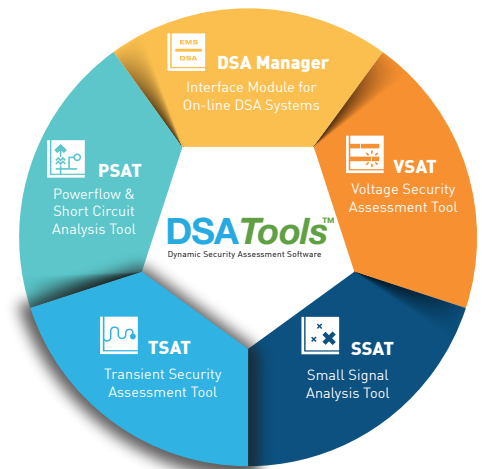 EMS
DSA
DSA Manager
Interface Module for
On-line DSA Systems
VSAT
Voltage Security
Assessment Tool
PSAT
Powerflow &
Short Circuit
Analysis Tool
DSATools™
Dynamic Security Assessment Software
TSAT
Transient Security
Assessment Tool
SSAT
Small Signal
Analysis Tool